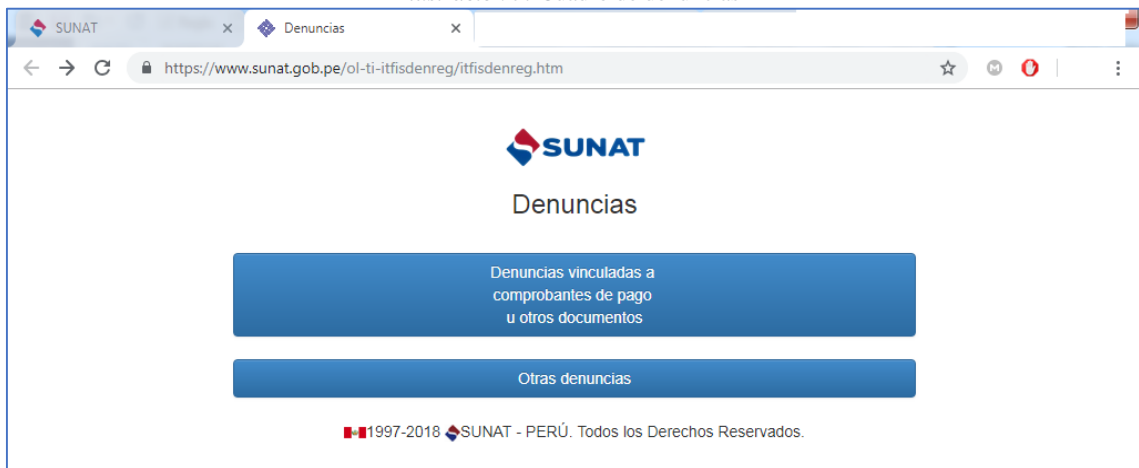 SUNAT
Denuncias
https://www.sunat.gob.pe/ol-ti-itfisdenreg/itfisdenreg.htm
SUNAT
Denuncias
Denuncias vinculadas a
comprobantes de pago
u otros documentos
Otras denuncias
1997-2018 SUNAT - PERÚ. Todos los Derechos Reservados.